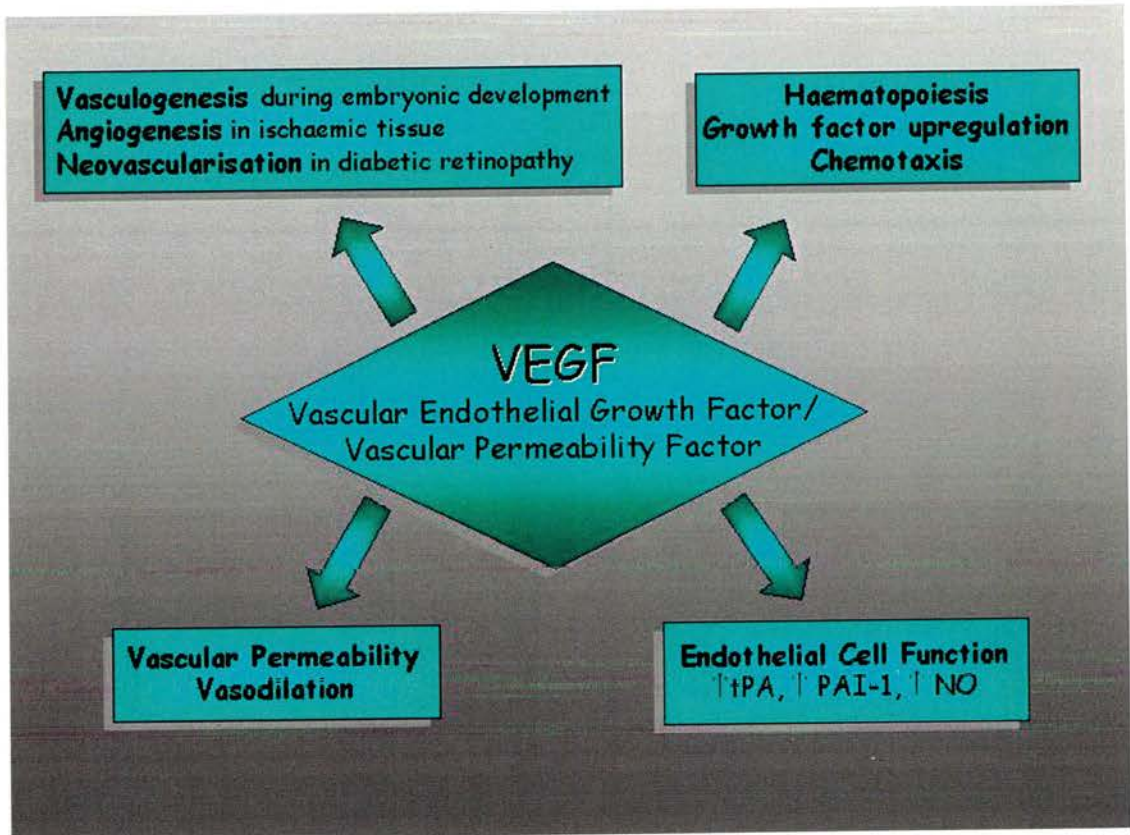 Vasculogenesis during embryonic development
Angiogenesis in ischaemic tissue
Neovascularisation in diabetic retinopathy
Haematopoiesis
Growth factor upregulation
Chemotaxis
VEGF
Vascular Endothelial Growth Factor/
Vascular Permeability Factor
Vascular Permeability
Vasodilation
Endothelial Cell Function
↑tPA, ↑ PAI-1, ↑ NO